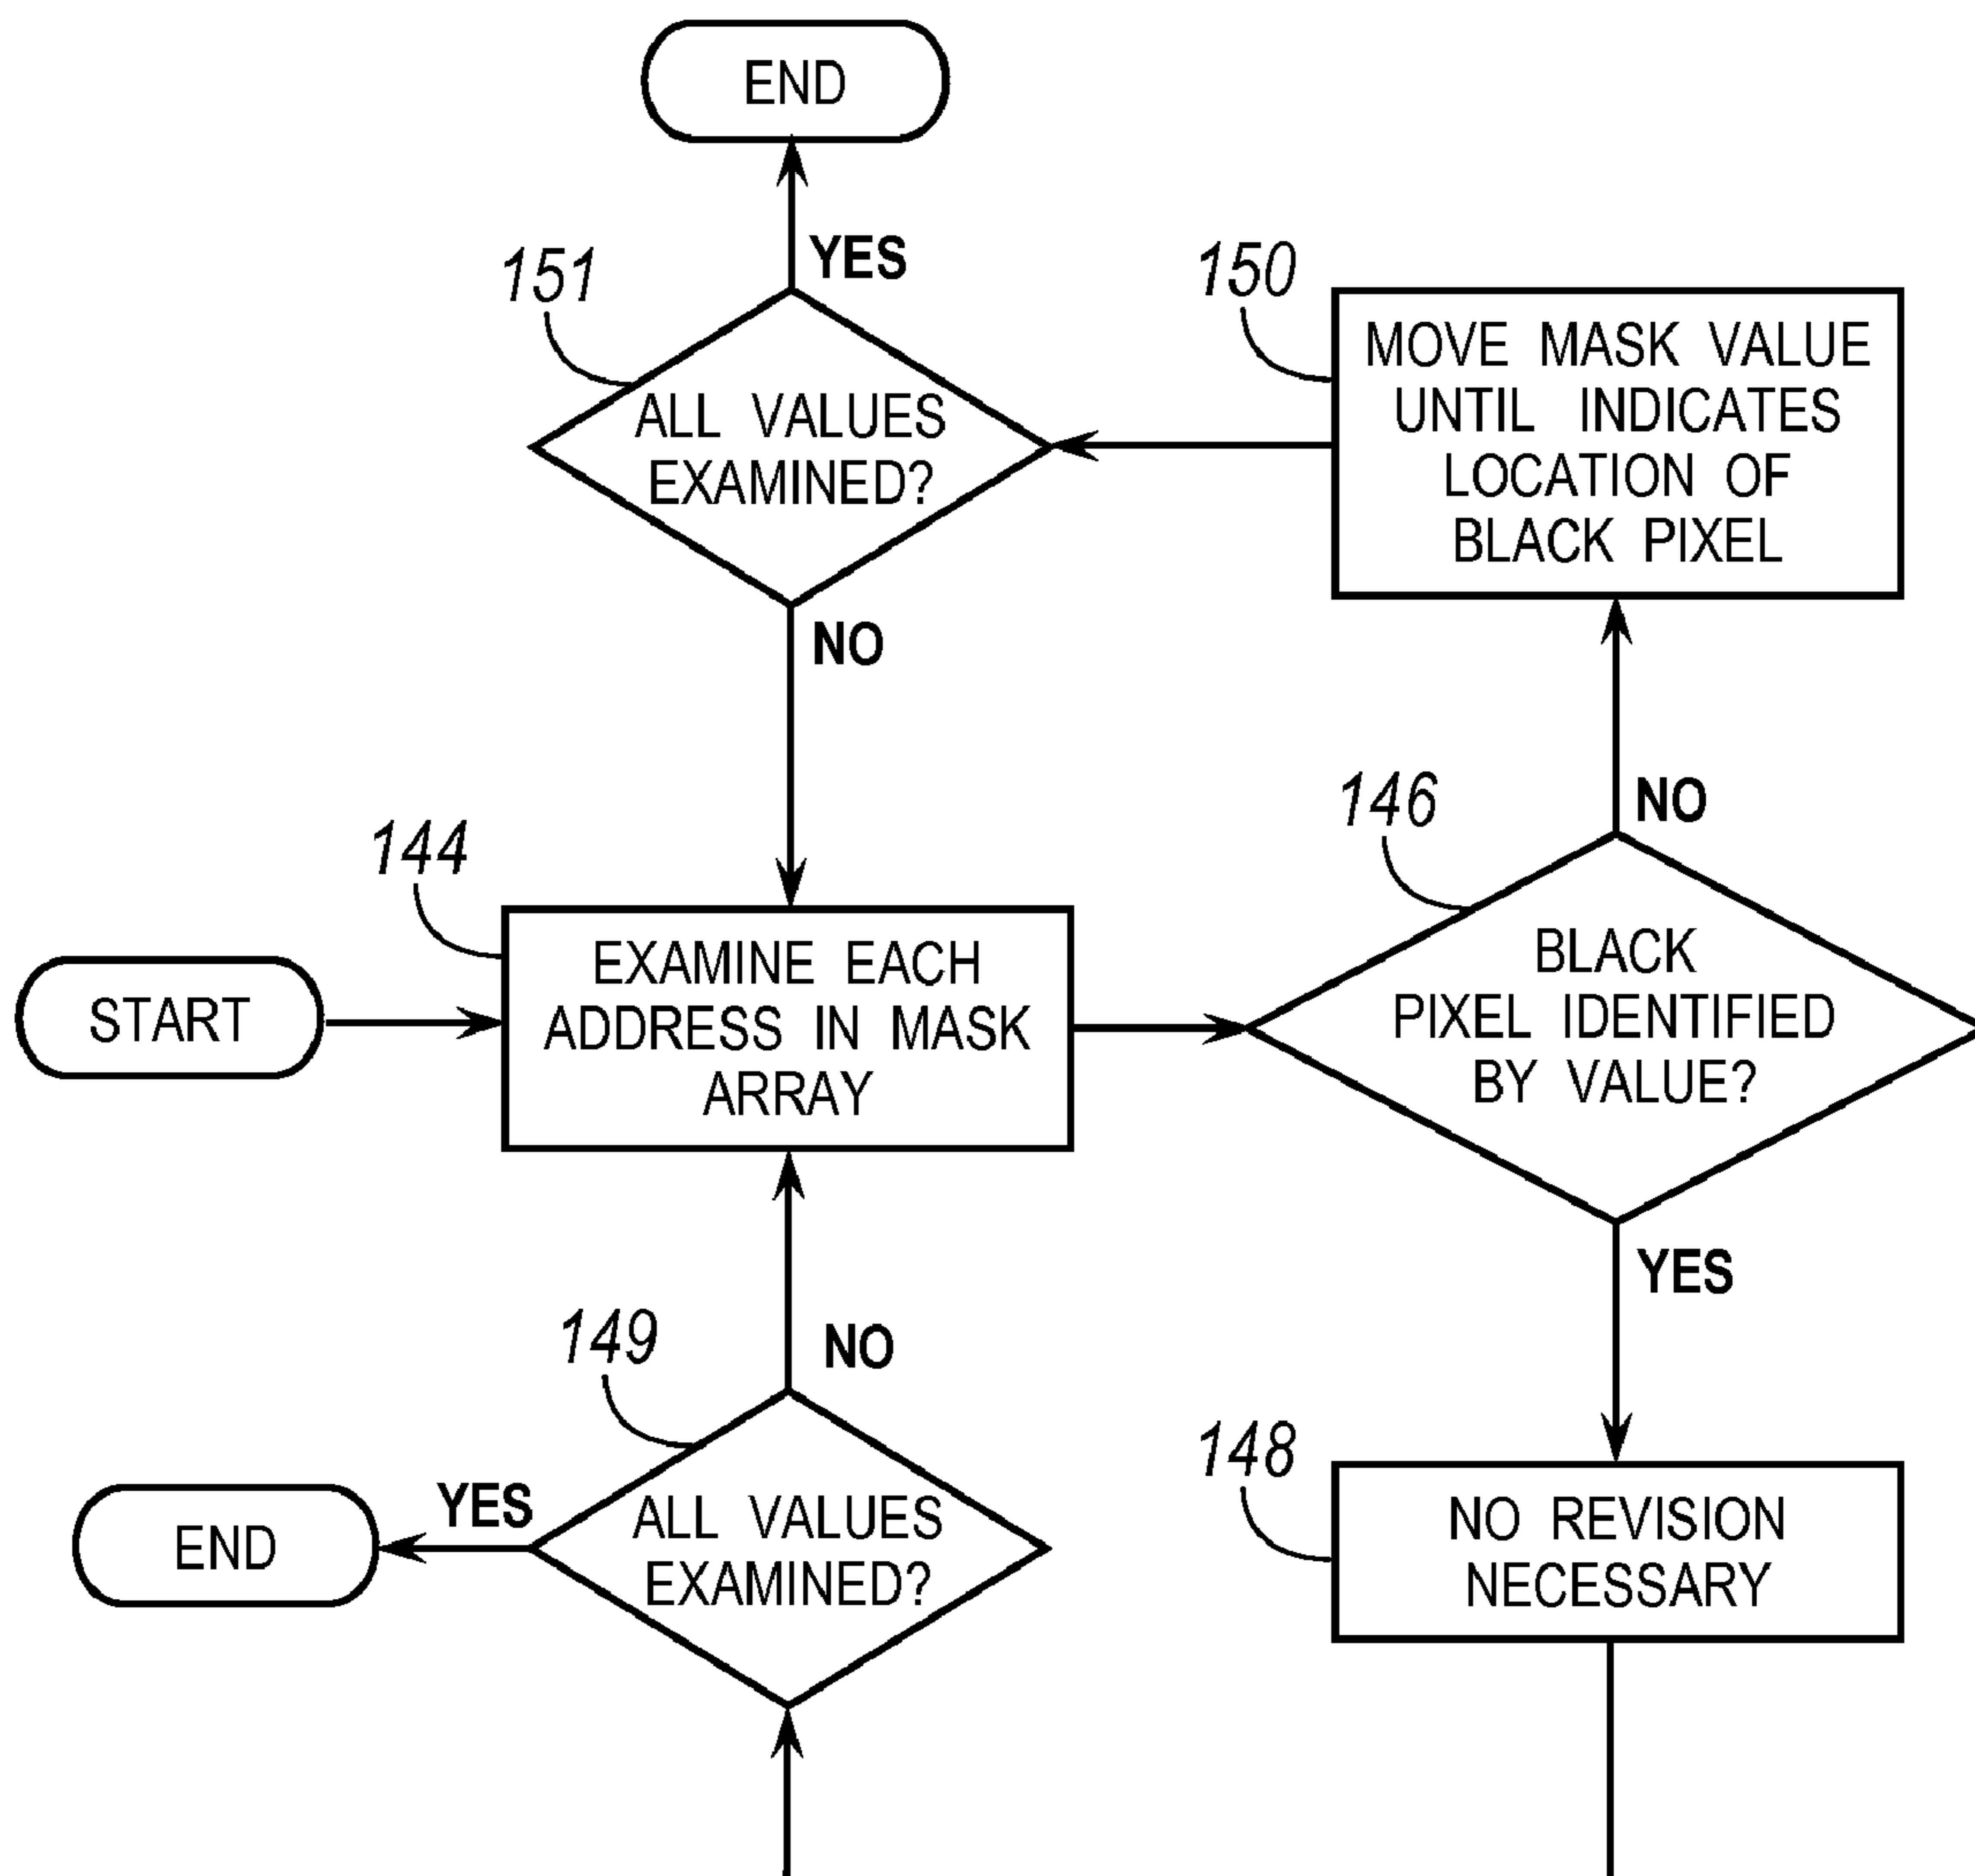 END
YES
151
ALL VALUES
EXAMINED?
NO
150
MOVE MASK VALUE
UNTIL INDICATES
LOCATION OF
BLACK PIXEL
START
144
EXAMINE EACH
ADDRESS IN MASK
ARRAY
146
NO
BLACK
PIXEL IDENTIFIED
BY VALUE?
YES
149
NO
ALL VALUES
EXAMINED?
YES
END
148
NO REVISION
NECESSARY